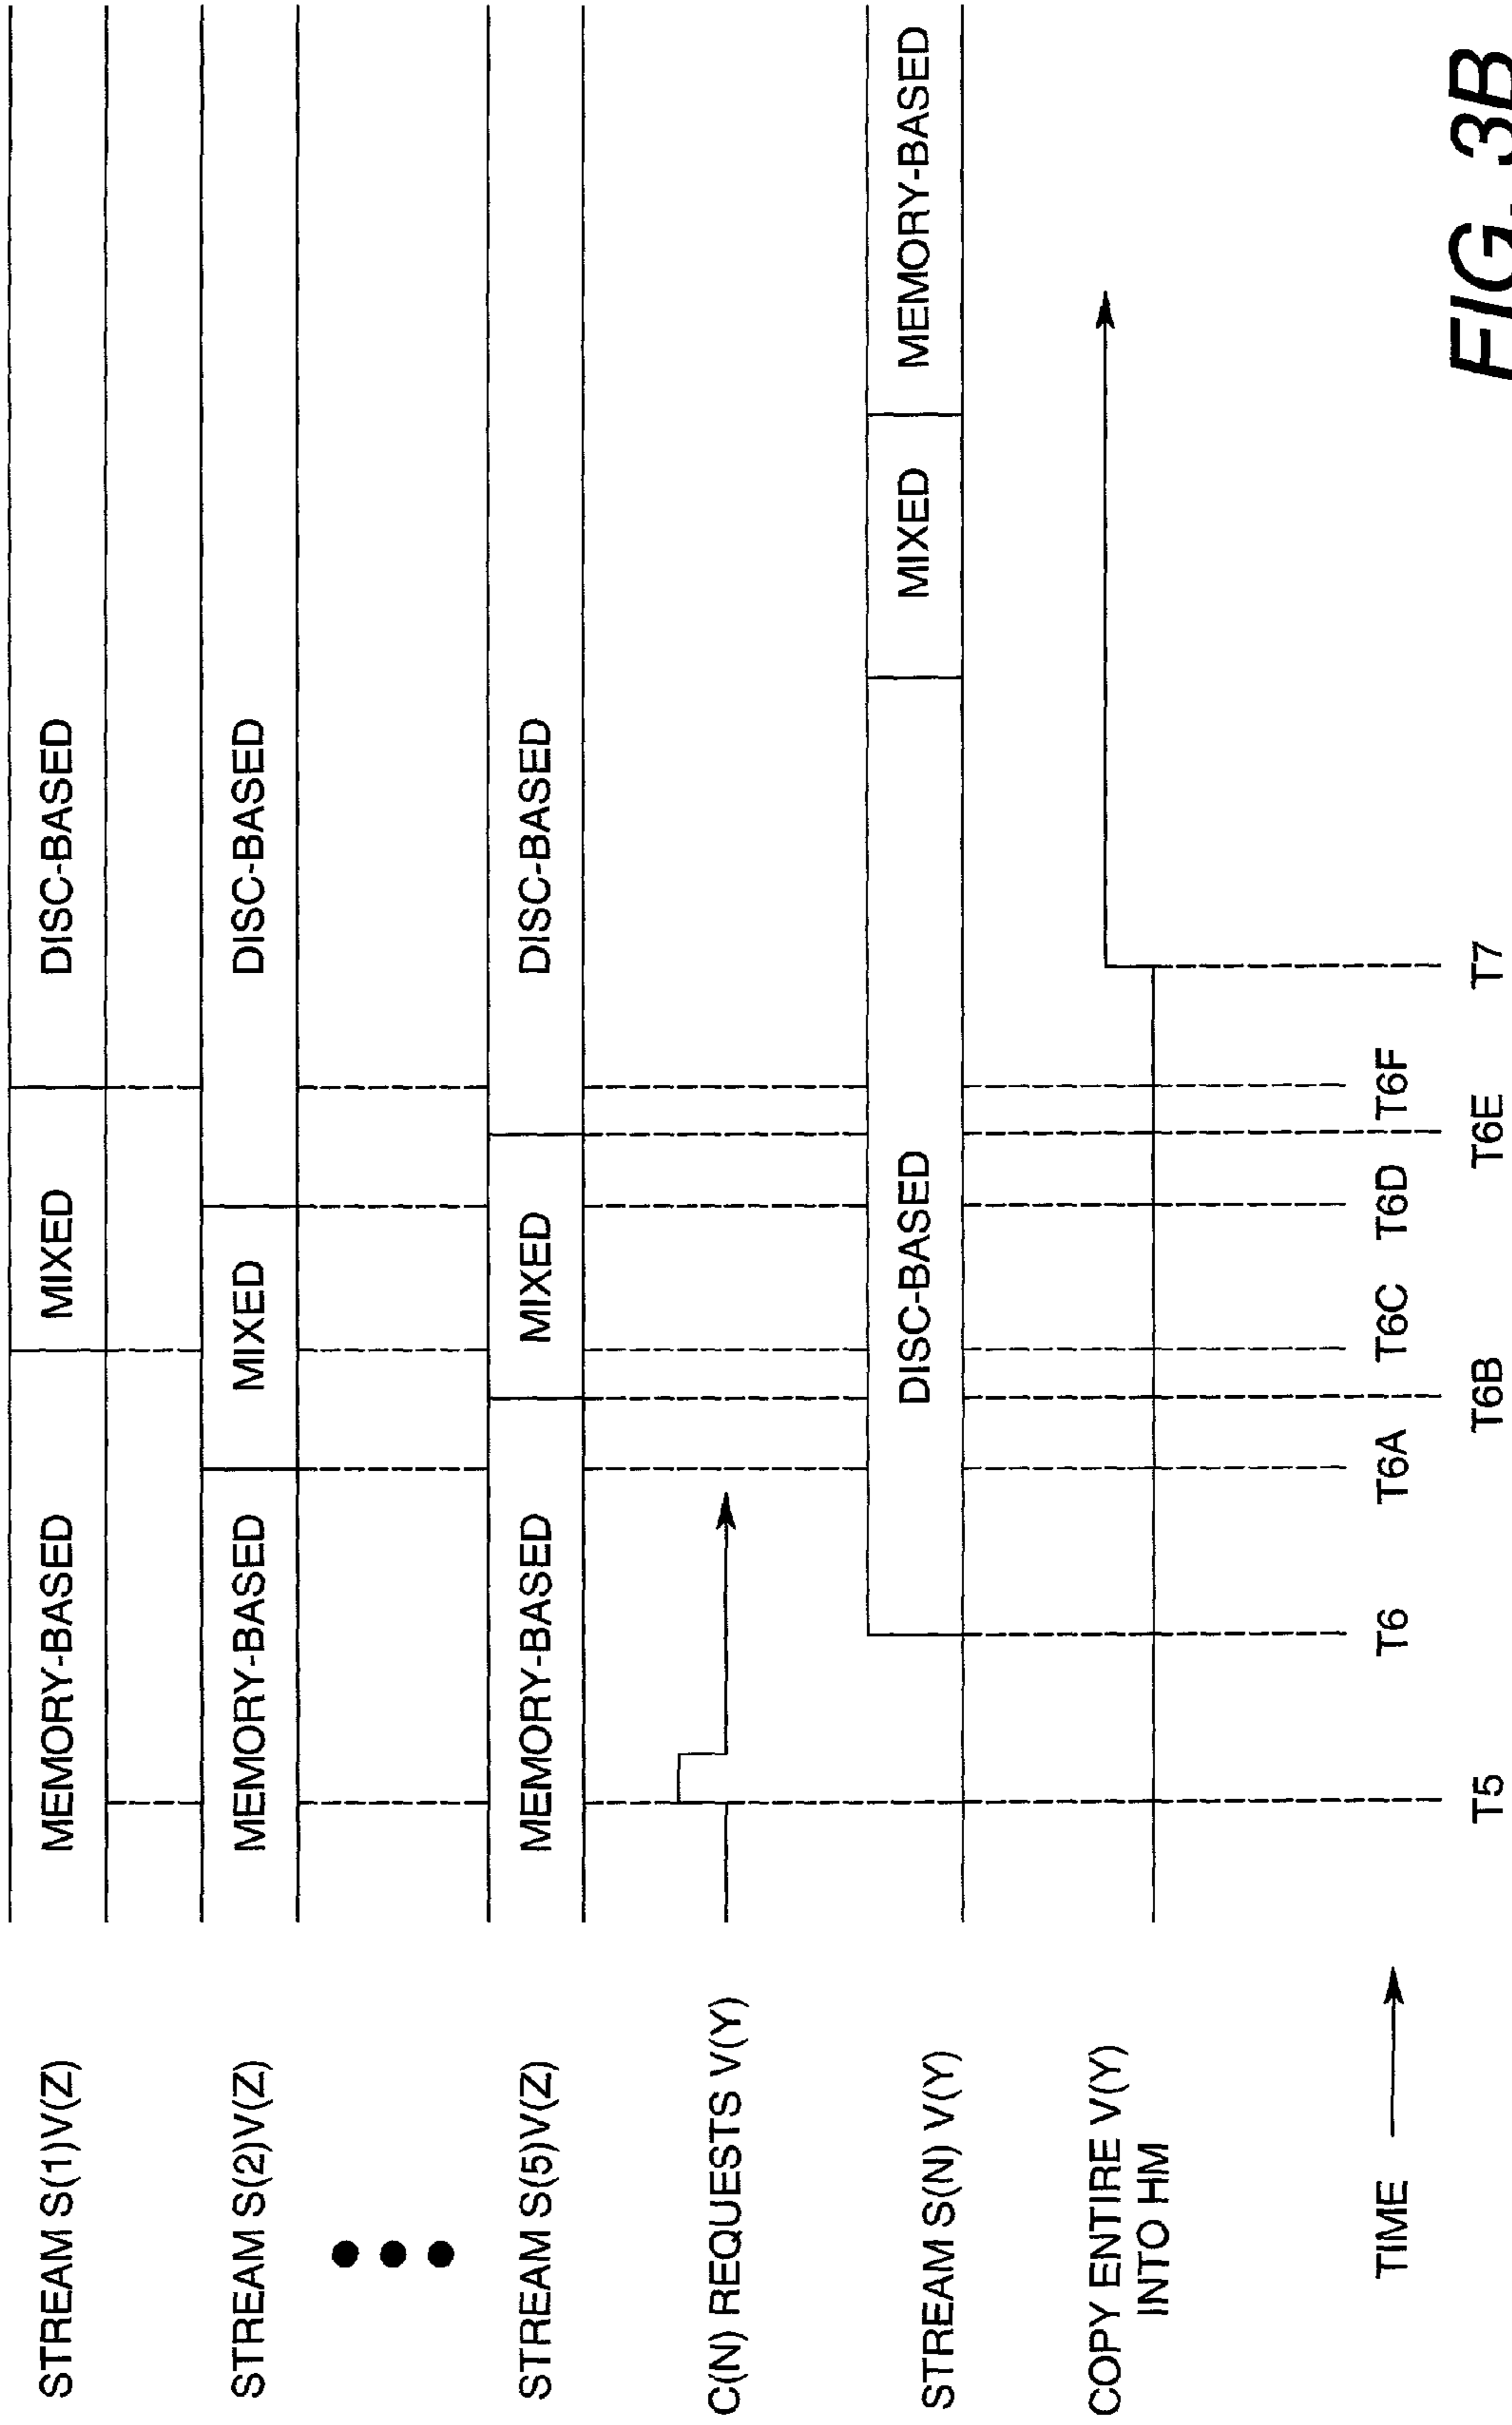 STREAM S(1)V(Z)
MEMORY-BASED
MIXED
DISC-BASED
STREAM S(2)V(Z)
MEMORY-BASED
MIXED
DISC-BASED
STREAM S(5)V(Z)
MEMORY-BASED
MIXED
DISC-BASED
C(N) REQUESTS V(Y)
STREAM S(N) V(Y)
DISC-BASED
MIXED
MEMORY-BASED
COPY ENTIRE V(Y)
INTO HM
TIME
T6
T6A
T6C
T6D
T6F
T5
T6B
T6E
T7
FIG. 3B